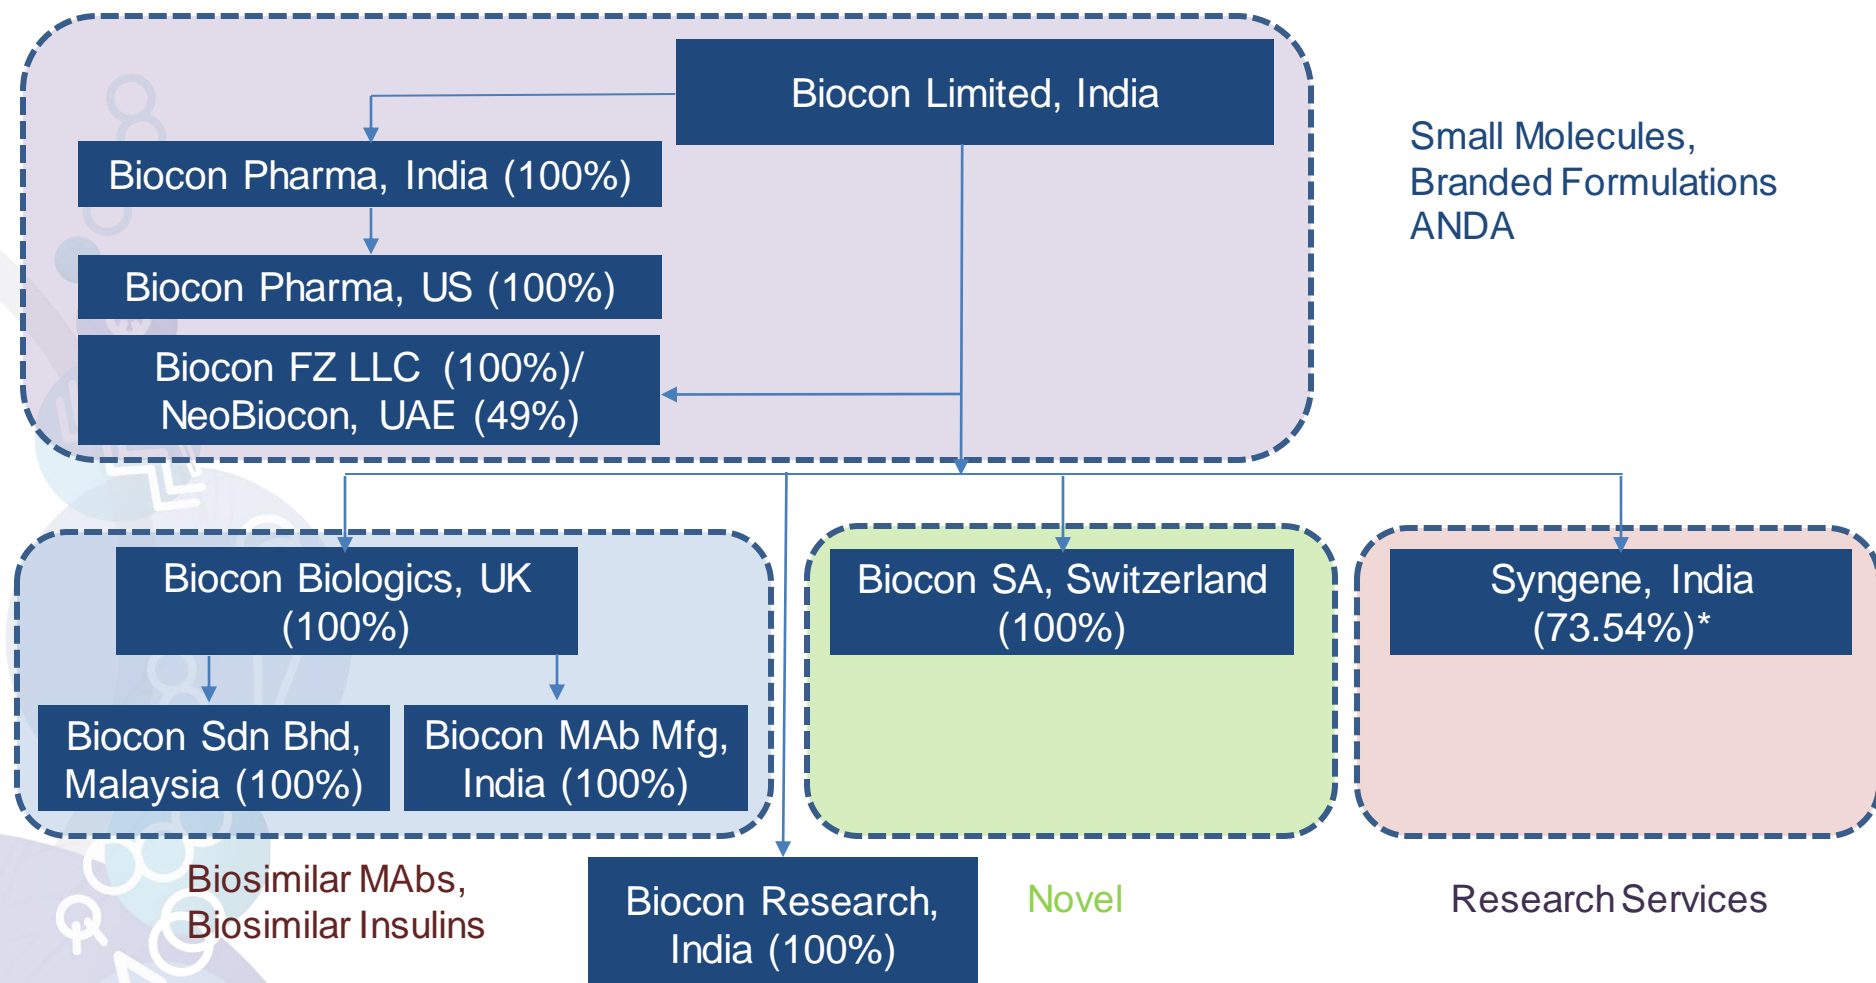 Biocon Limited, India
Small Molecules,
Branded Formulations
ANDA
Biocon Pharma, India (100%)
Biocon Pharma, US (100%)
Biocon FZ LLC (100%)/
NeoBiocon, UAE (49%)
Biocon Biologics, UK
(100%)
Biocon SA, Switzerland
(100%)
Syngene, India
(73.54%)*
Biocon Sdn Bhd,
Malaysia (100%)
Biocon MAb Mfg,
India (100%)
Biosimilar MAbs,
Biosimilar Insulins
Biocon Research,
India (100%)
Novel
Research Services